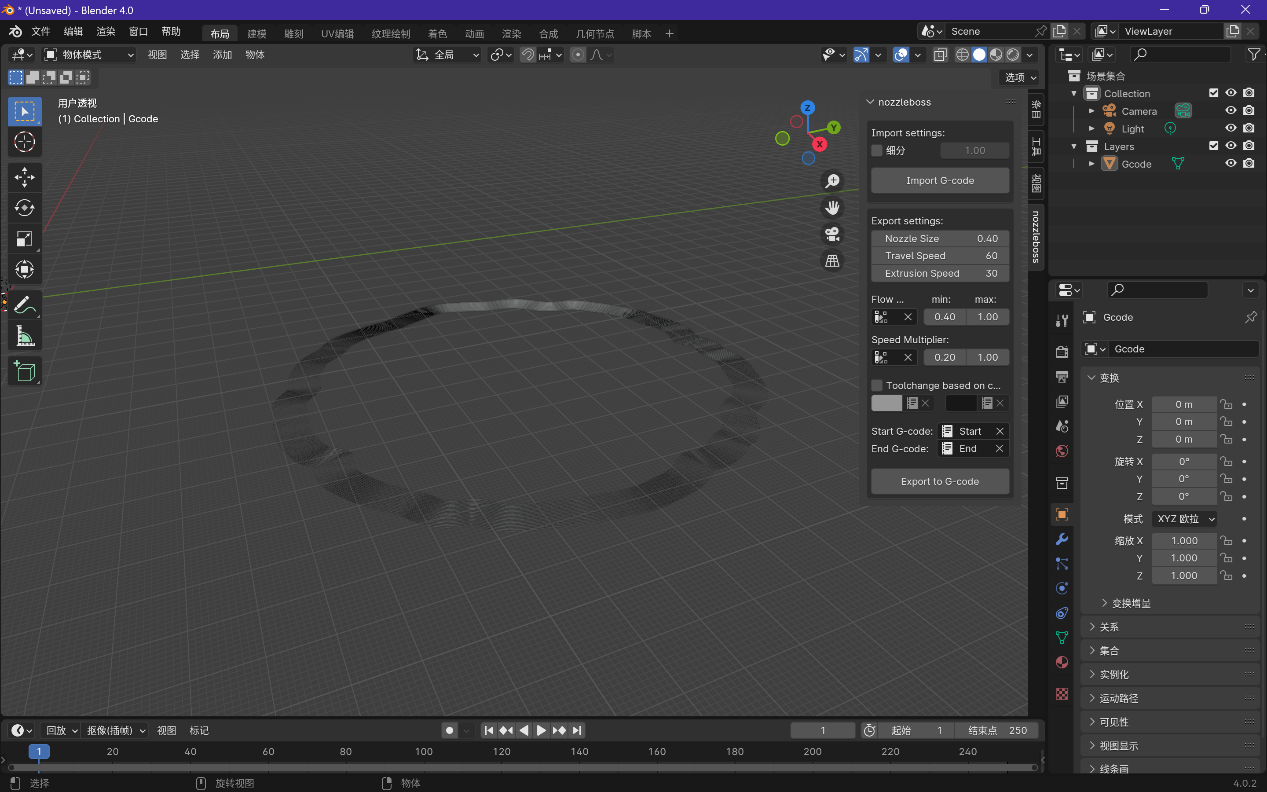 * (Unsaved) - Blender 4.0
文件 编辑 渲染 窗口 帮助 布局 建模 雕刻 UV编辑 纹理绘制 着色 动画 渲染 合成 几何节点 脚本 + Scene ViewLayer
物体模式 视图 选择 添加 物体 全局
选项
用户透视
(1) Collection | Gcode
Z
Y
X
nozzleboss
Import settings:
细分 1.00
Import G-code
Export settings:
Nozzle Size 0.40
Travel Speed 60
Extrusion Speed 30
Flow ... min: max:
0.40 1.00
Speed Multiplier:
0.20 1.00
Toolchange based on c...
Start G-code: Start
End G-code: End
Export to G-code
条目
工具
视图
nozzleboss
场景集合
Collection
Camera
Light
Layers
Gcode
Gcode
Gcode
变换
位置 X 0 m
Y 0 m
Z 0 m
旋转 X 0°
Y 0°
Z 0°
模式 XYZ 欧拉
缩放 X 1.000
Y 1.000
Z 1.000
变换增量
关系
集合
实例化
运动路径
可见性
视图显示
线条画
回放 抠像(插帧) 视图 标记 1 起始 1 结束点 250
1 20 40 60 80 100 120 140 160 180 200 220 240
选择 旋转视图 物体 4.0.2